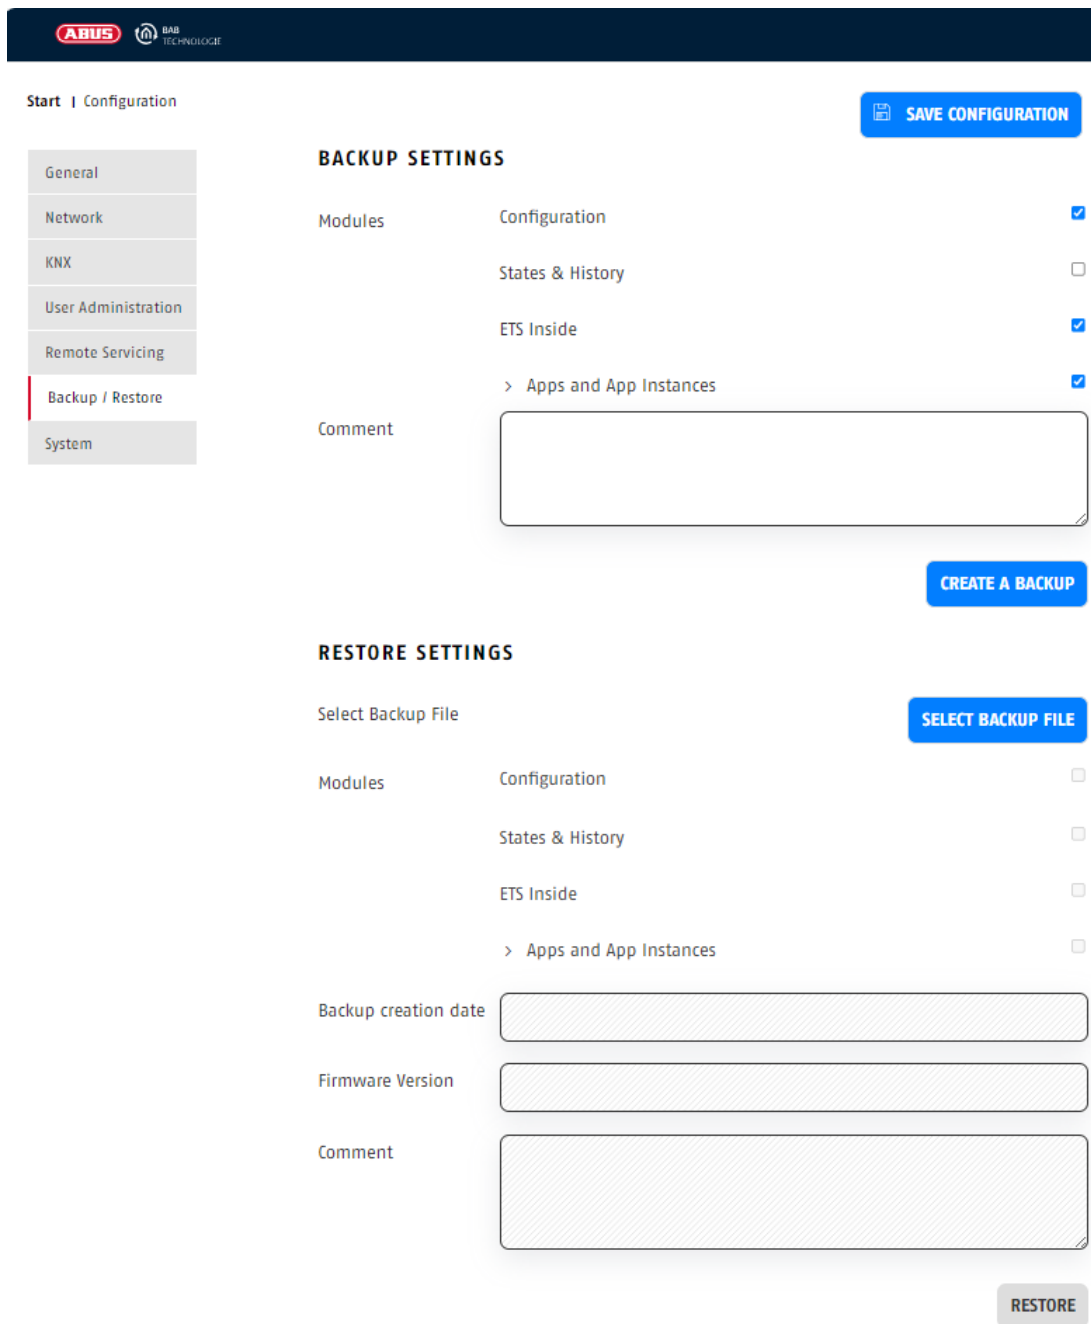 ABUS BAB
TECHNOLOGIE
Start | Configuration
SAVE CONFIGURATION
General
Network
KNX
User Administration
Remote Servicing
Backup / Restore
System
BACKUP SETTINGS
Modules Configuration
States & History
ETS Inside
> Apps and App Instances
Comment
CREATE A BACKUP
RESTORE SETTINGS
Select Backup File SELECT BACKUP FILE
Modules Configuration
States & History
ETS Inside
> Apps and App Instances
Backup creation date
Firmware Version
Comment
RESTORE